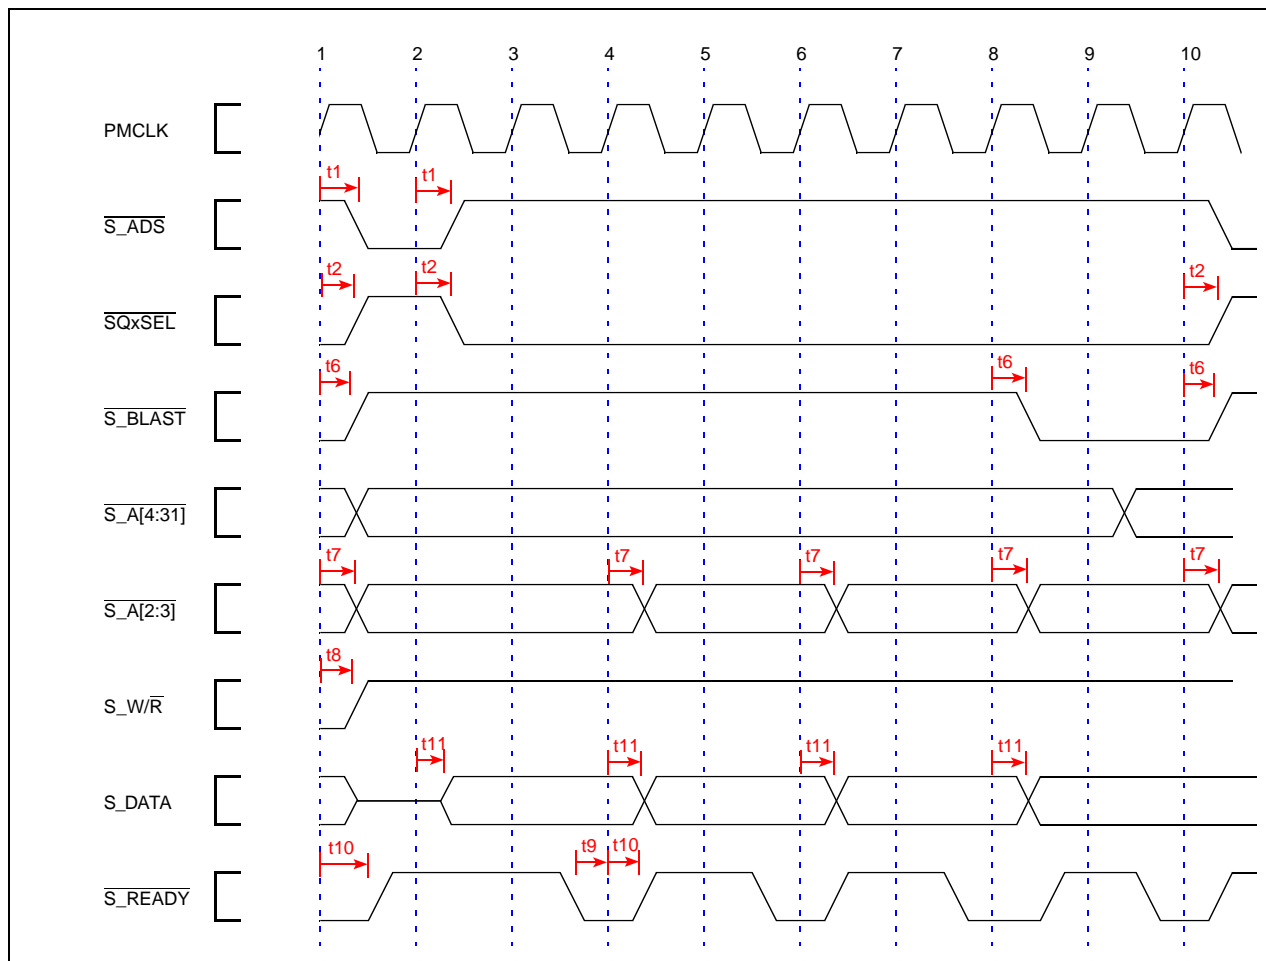 1 2 3 4 5 6 7 8 9 10
PMCLK
t1 t1
S_ADS
t2 t2 t2
SQxSEL
t6 t6 t6
S_BLAST
S_A[4:31]
t7 t7 t7 t7 t7
S_A[2:3]
t8
S_W/R
t11 t11 t11 t11
S_DATA
t10 t9 t10
S_READY